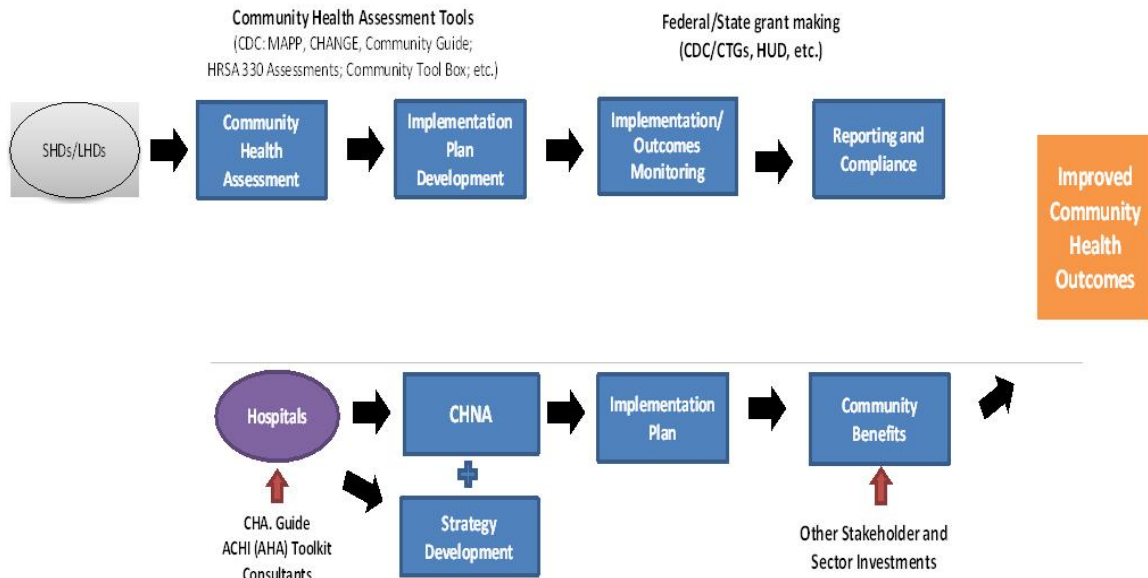 Community Health Assessment Tools
(CDC: MAPP, CHANGE, Community Guide;
HRSA 330 Assessments; Community Tool Box; etc.)
Federal/State grant making
(CDC/CTGs, HUD, etc.)
SHDs/LHDs
Community
Health
Assessment
Implementation
Plan
Development
Implementation/
Outcomes
Monitoring
Reporting and
Compliance
Improved
Community
Health
Outcomes
Hospitals
CHNA
Implementation
Plan
Community
Benefits
Strategy
Development
CHA. Guide
ACHI (AHA) Toolkit
Consultants
Other Stakeholder and
Sector Investments